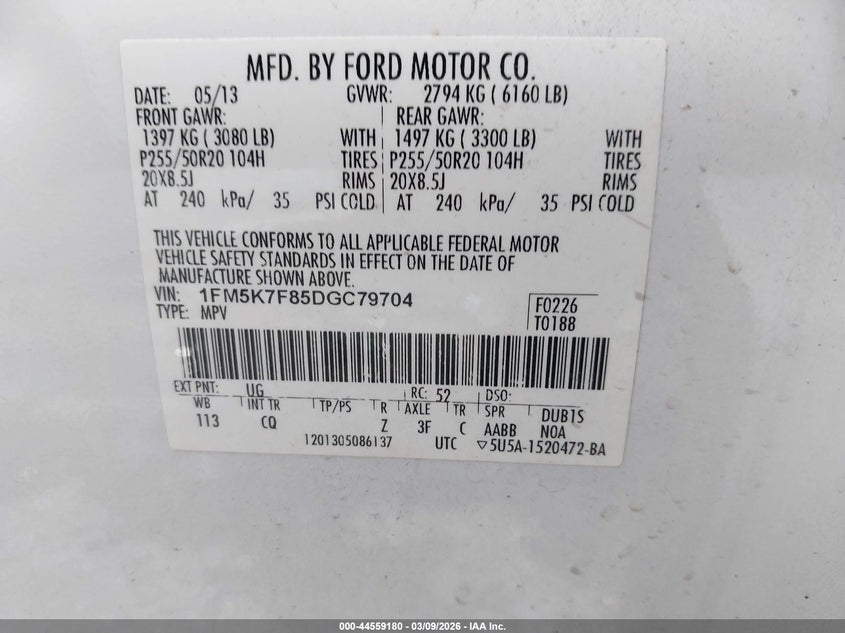 MFD. BY FORD MOTOR CO.
DATE: 05/13 GVWR: 2794 KG ( 6160 LB)
FRONT GAWR: REAR GAWR:
1397 KG ( 3080 LB) WITH 1497 KG ( 3300 LB) WITH
P255/50R20 104H TIRES P255/50R20 104H TIRES
20X8.5J RIMS 20X8.5J RIMS
AT 240 kPa/ 35 PSI COLD AT 240 kPa/ 35 PSI COLD
THIS VEHICLE CONFORMS TO ALL APPLICABLE FEDERAL MOTOR
VEHICLE SAFETY STANDARDS IN EFFECT ON THE DATE OF
MANUFACTURE SHOWN ABOVE.
VIN: 1FM5K7F85DGC79704
TYPE: MPV
F0226
T0188
EXT PNT: UG RC: 52 DSO:
WB INT TR TP/PS R AXLE TR SPR DUB1S
113 CQ Z 3F C AABB NOA
1201305086137 UTC ▽5U5A-1520472-BA
000-44559180 | 03/09/2026 - IAA Inc.